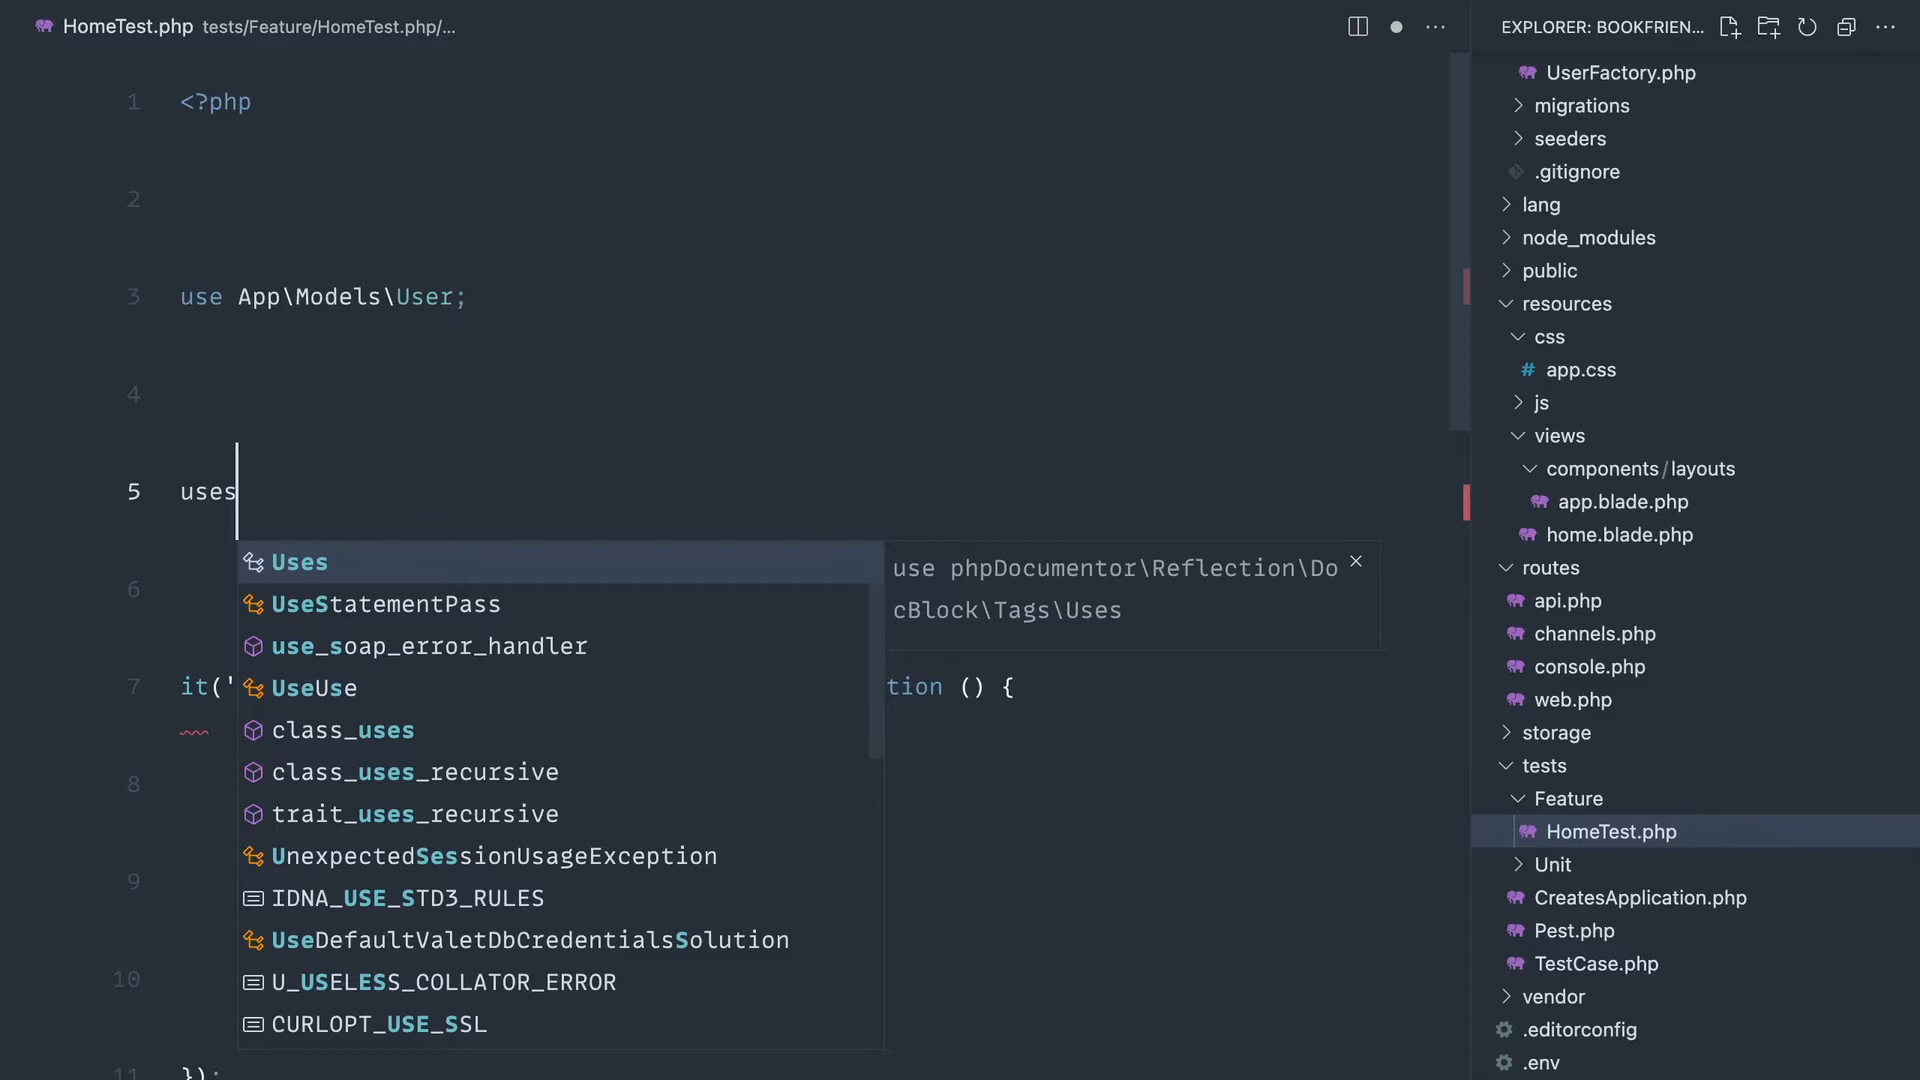 HomeTest.php tests/Feature/HomeTest.php/...
1 <?php
2
3 use App\Models\User;
4
5 uses
Uses
UseStatementPass
use_soap_error_handler
UseUse
class_uses
class_uses_recursive
trait_uses_recursive
UnexpectedSessionUsageException
IDNA_USE_STD3_RULES
UseDefaultValetDbCredentialsSolution
U_USELESS_COLLATOR_ERROR
CURLOPT_USE_SSL
use phpDocumentor\Reflection\Do
cBlock\Tags\Uses
6
7 it(' tion () {
8
9
10
11 });
EXPLORER: BOOKFRIEN...
UserFactory.php
migrations
seeders
.gitignore
lang
node_modules
public
resources
css
# app.css
js
views
components/layouts
app.blade.php
home.blade.php
routes
api.php
channels.php
console.php
web.php
storage
tests
Feature
HomeTest.php
Unit
CreatesApplication.php
Pest.php
TestCase.php
vendor
.editorconfig
.env